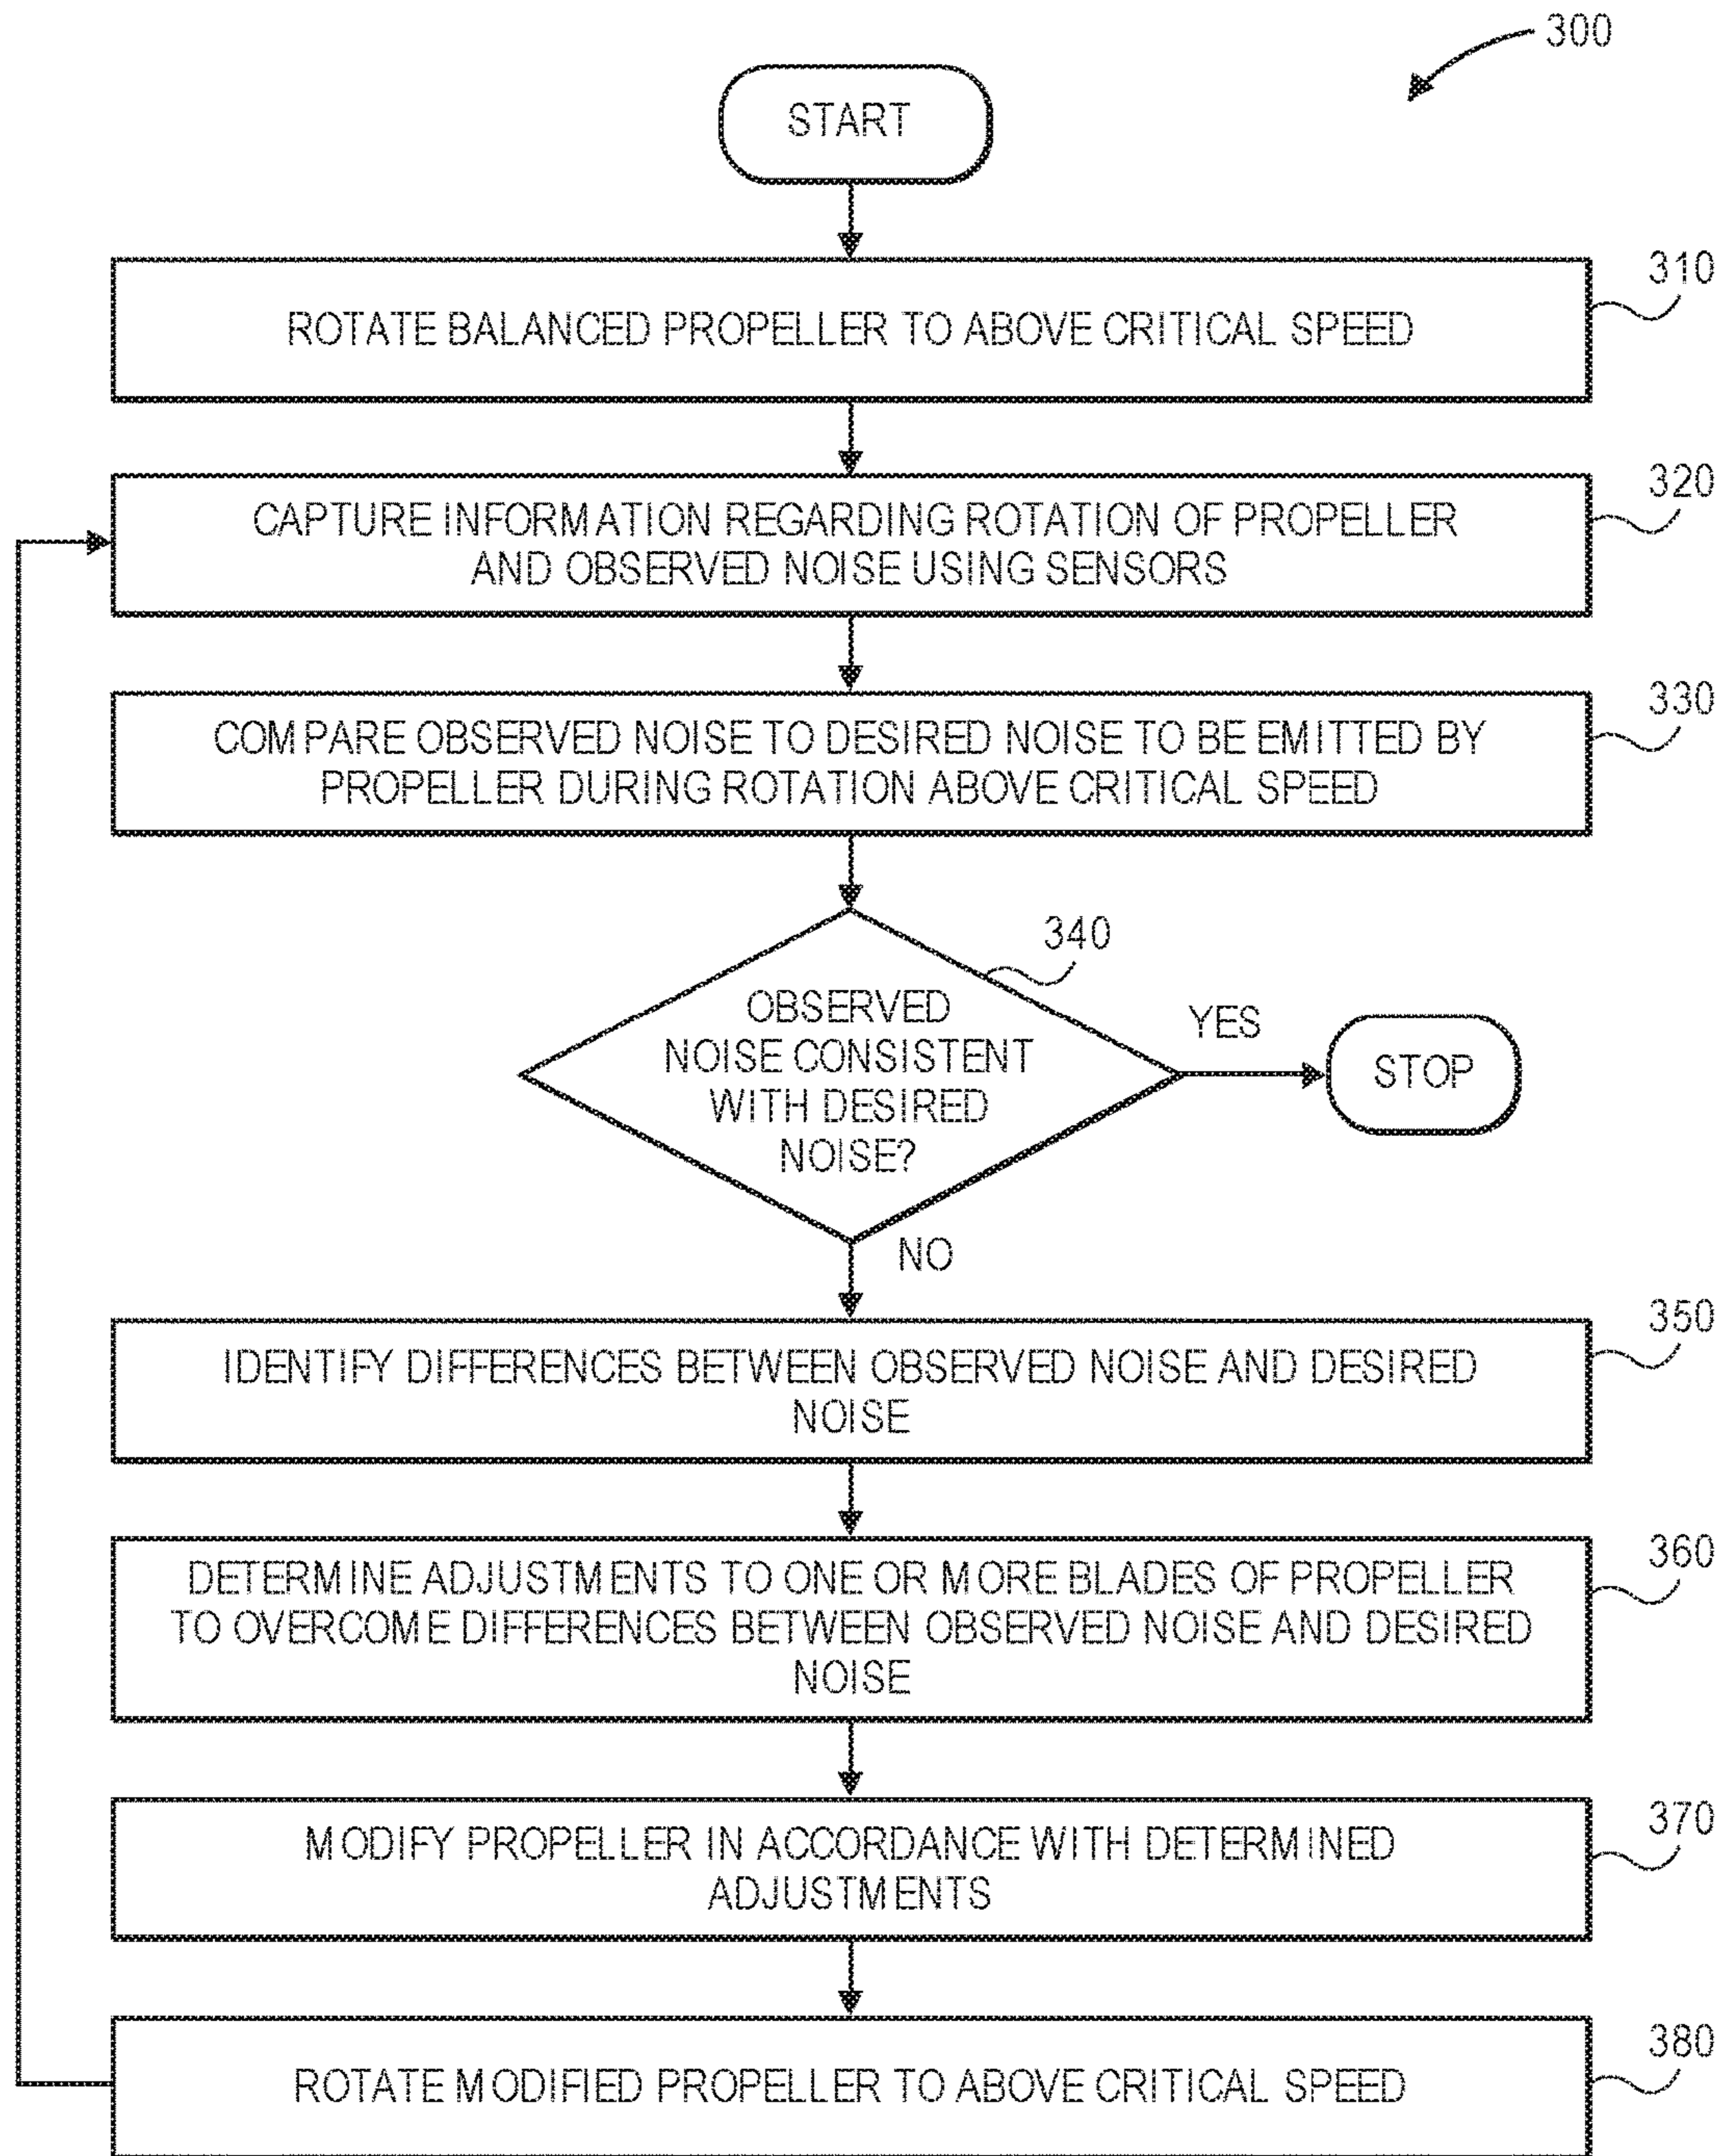 300
START
310
ROTATE BALANCED PROPELLER TO ABOVE CRITICAL SPEED
320
CAPTURE INFORMATION REGARDING ROTATION OF PROPELLER
AND OBSERVED NOISE USING SENSORS
330
COMPARE OBSERVED NOISE TO DESIRED NOISE TO BE EMITTED BY
PROPELLER DURING ROTATION ABOVE CRITICAL SPEED
340
OBSERVED
NOISE CONSISTENT
WITH DESIRED
NOISE?
YES
STOP
NO
350
IDENTIFY DIFFERENCES BETWEEN OBSERVED NOISE AND DESIRED
NOISE
360
DETERMINE ADJUSTMENTS TO ONE OR MORE BLADES OF PROPELLER
TO OVERCOME DIFFERENCES BETWEEN OBSERVED NOISE AND DESIRED
NOISE
370
MODIFY PROPELLER IN ACCORDANCE WITH DETERMINED
ADJUSTMENTS
380
ROTATE MODIFIED PROPELLER TO ABOVE CRITICAL SPEED